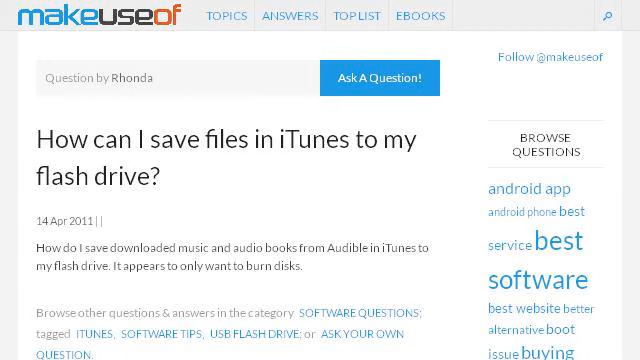 makeuseof TOPICS ANSWERS TOP LIST EBOOKS
Follow @makeuseof
Question by Rhonda Ask A Question!
How can I save files in iTunes to my
flash drive?
14 Apr 2011 | |
How do I save downloaded music and audio books from Audible in iTunes to
my flash drive. It appears to only want to burn disks.
Browse other questions & answers in the category SOFTWARE QUESTIONS;
tagged ITUNES, SOFTWARE TIPS, USB FLASH DRIVE; or ASK YOUR OWN
QUESTION.
BROWSE
QUESTIONS
android app
android phone best
service best
software
best website better
alternative boot
issue buying